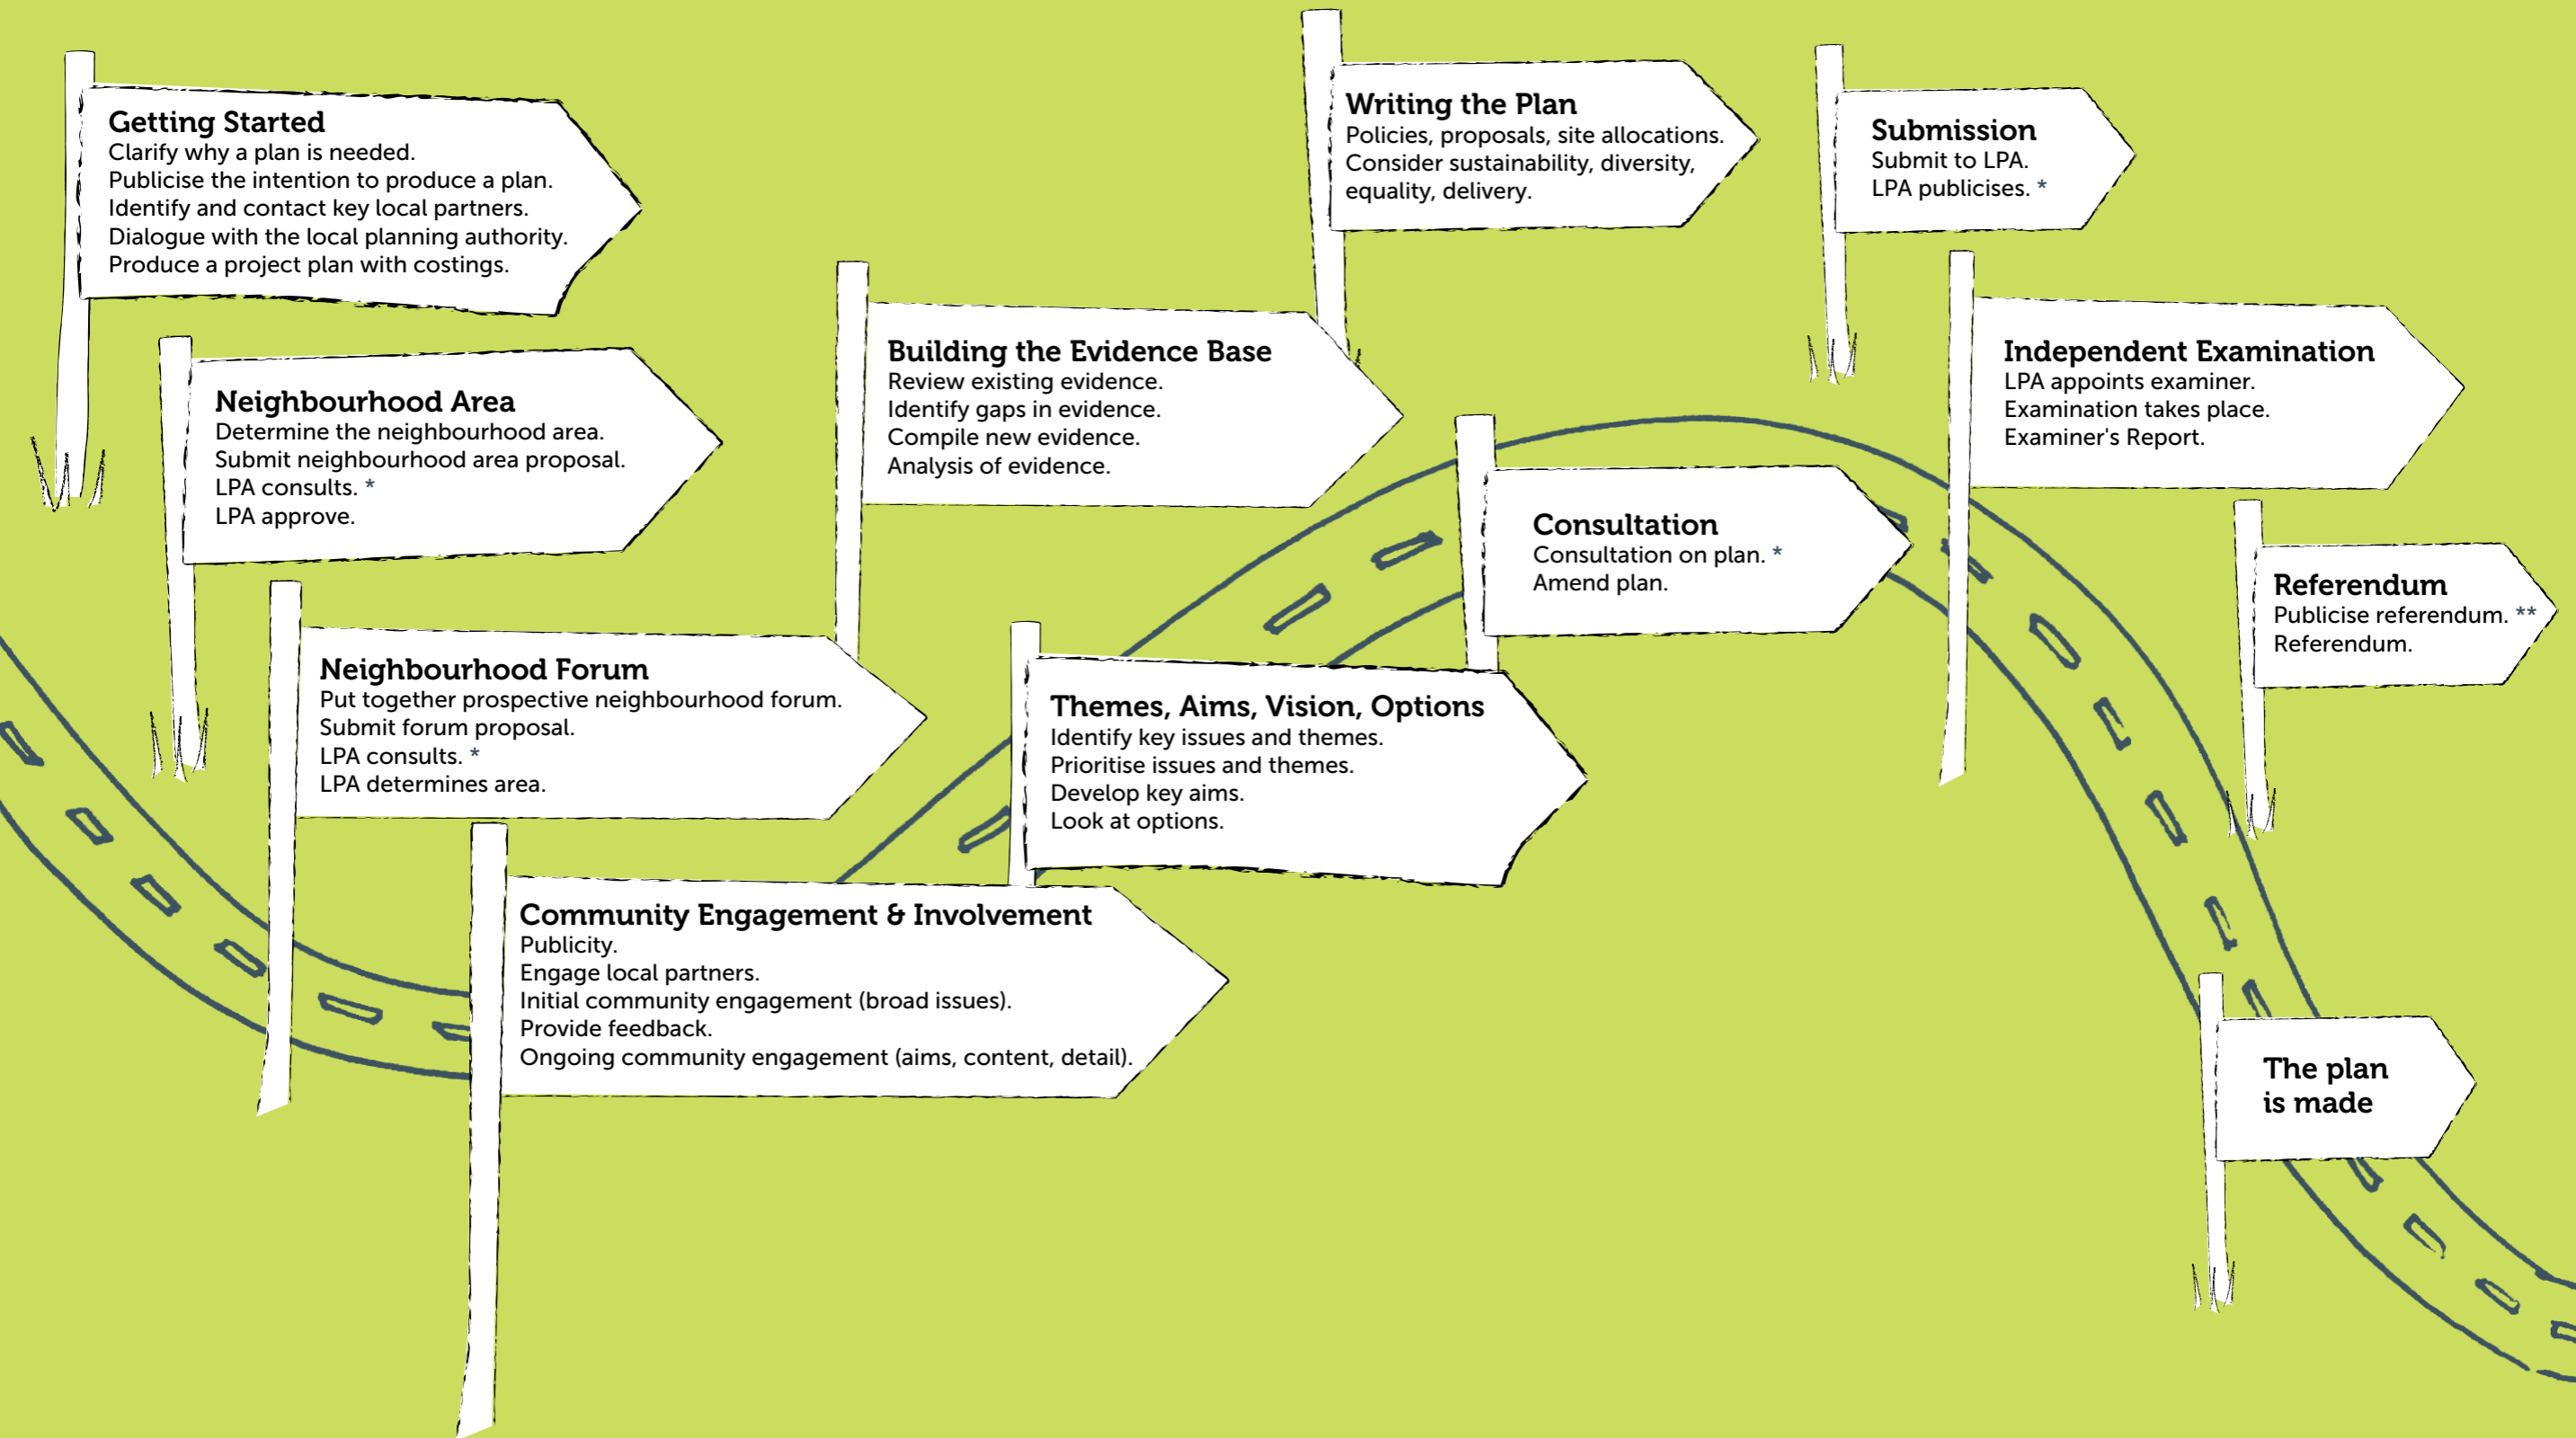 Getting Started
Clarify why a plan is needed.
Publicise the intention to produce a plan.
Identify and contact key local partners.
Dialogue with the local planning authority.
Produce a project plan with costings.
Neighbourhood Area
Determine the neighbourhood area.
Submit neighbourhood area proposal.
LPA consults. *
LPA approve.
Neighbourhood Forum
Put together prospective neighbourhood forum.
Submit forum proposal.
LPA consults. *
LPA determines area.
Community Engagement & Involvement
Publicity.
Engage local partners.
Initial community engagement (broad issues).
Provide feedback.
Ongoing community engagement (aims, content, detail).
Building the Evidence Base
Review existing evidence.
Identify gaps in evidence.
Compile new evidence.
Analysis of evidence.
Themes, Aims, Vision, Options
Identify key issues and themes.
Prioritise issues and themes.
Develop key aims.
Look at options.
Writing the Plan
Policies, proposals, site allocations.
Consider sustainability, diversity,
equality, delivery.
Consultation
Consultation on plan. *
Amend plan.
Submission
Submit to LPA.
LPA publicises. *
Independent Examination
LPA appoints examiner.
Examination takes place.
Examiner's Report.
Referendum
Publicise referendum. **
Referendum.
The plan
is made